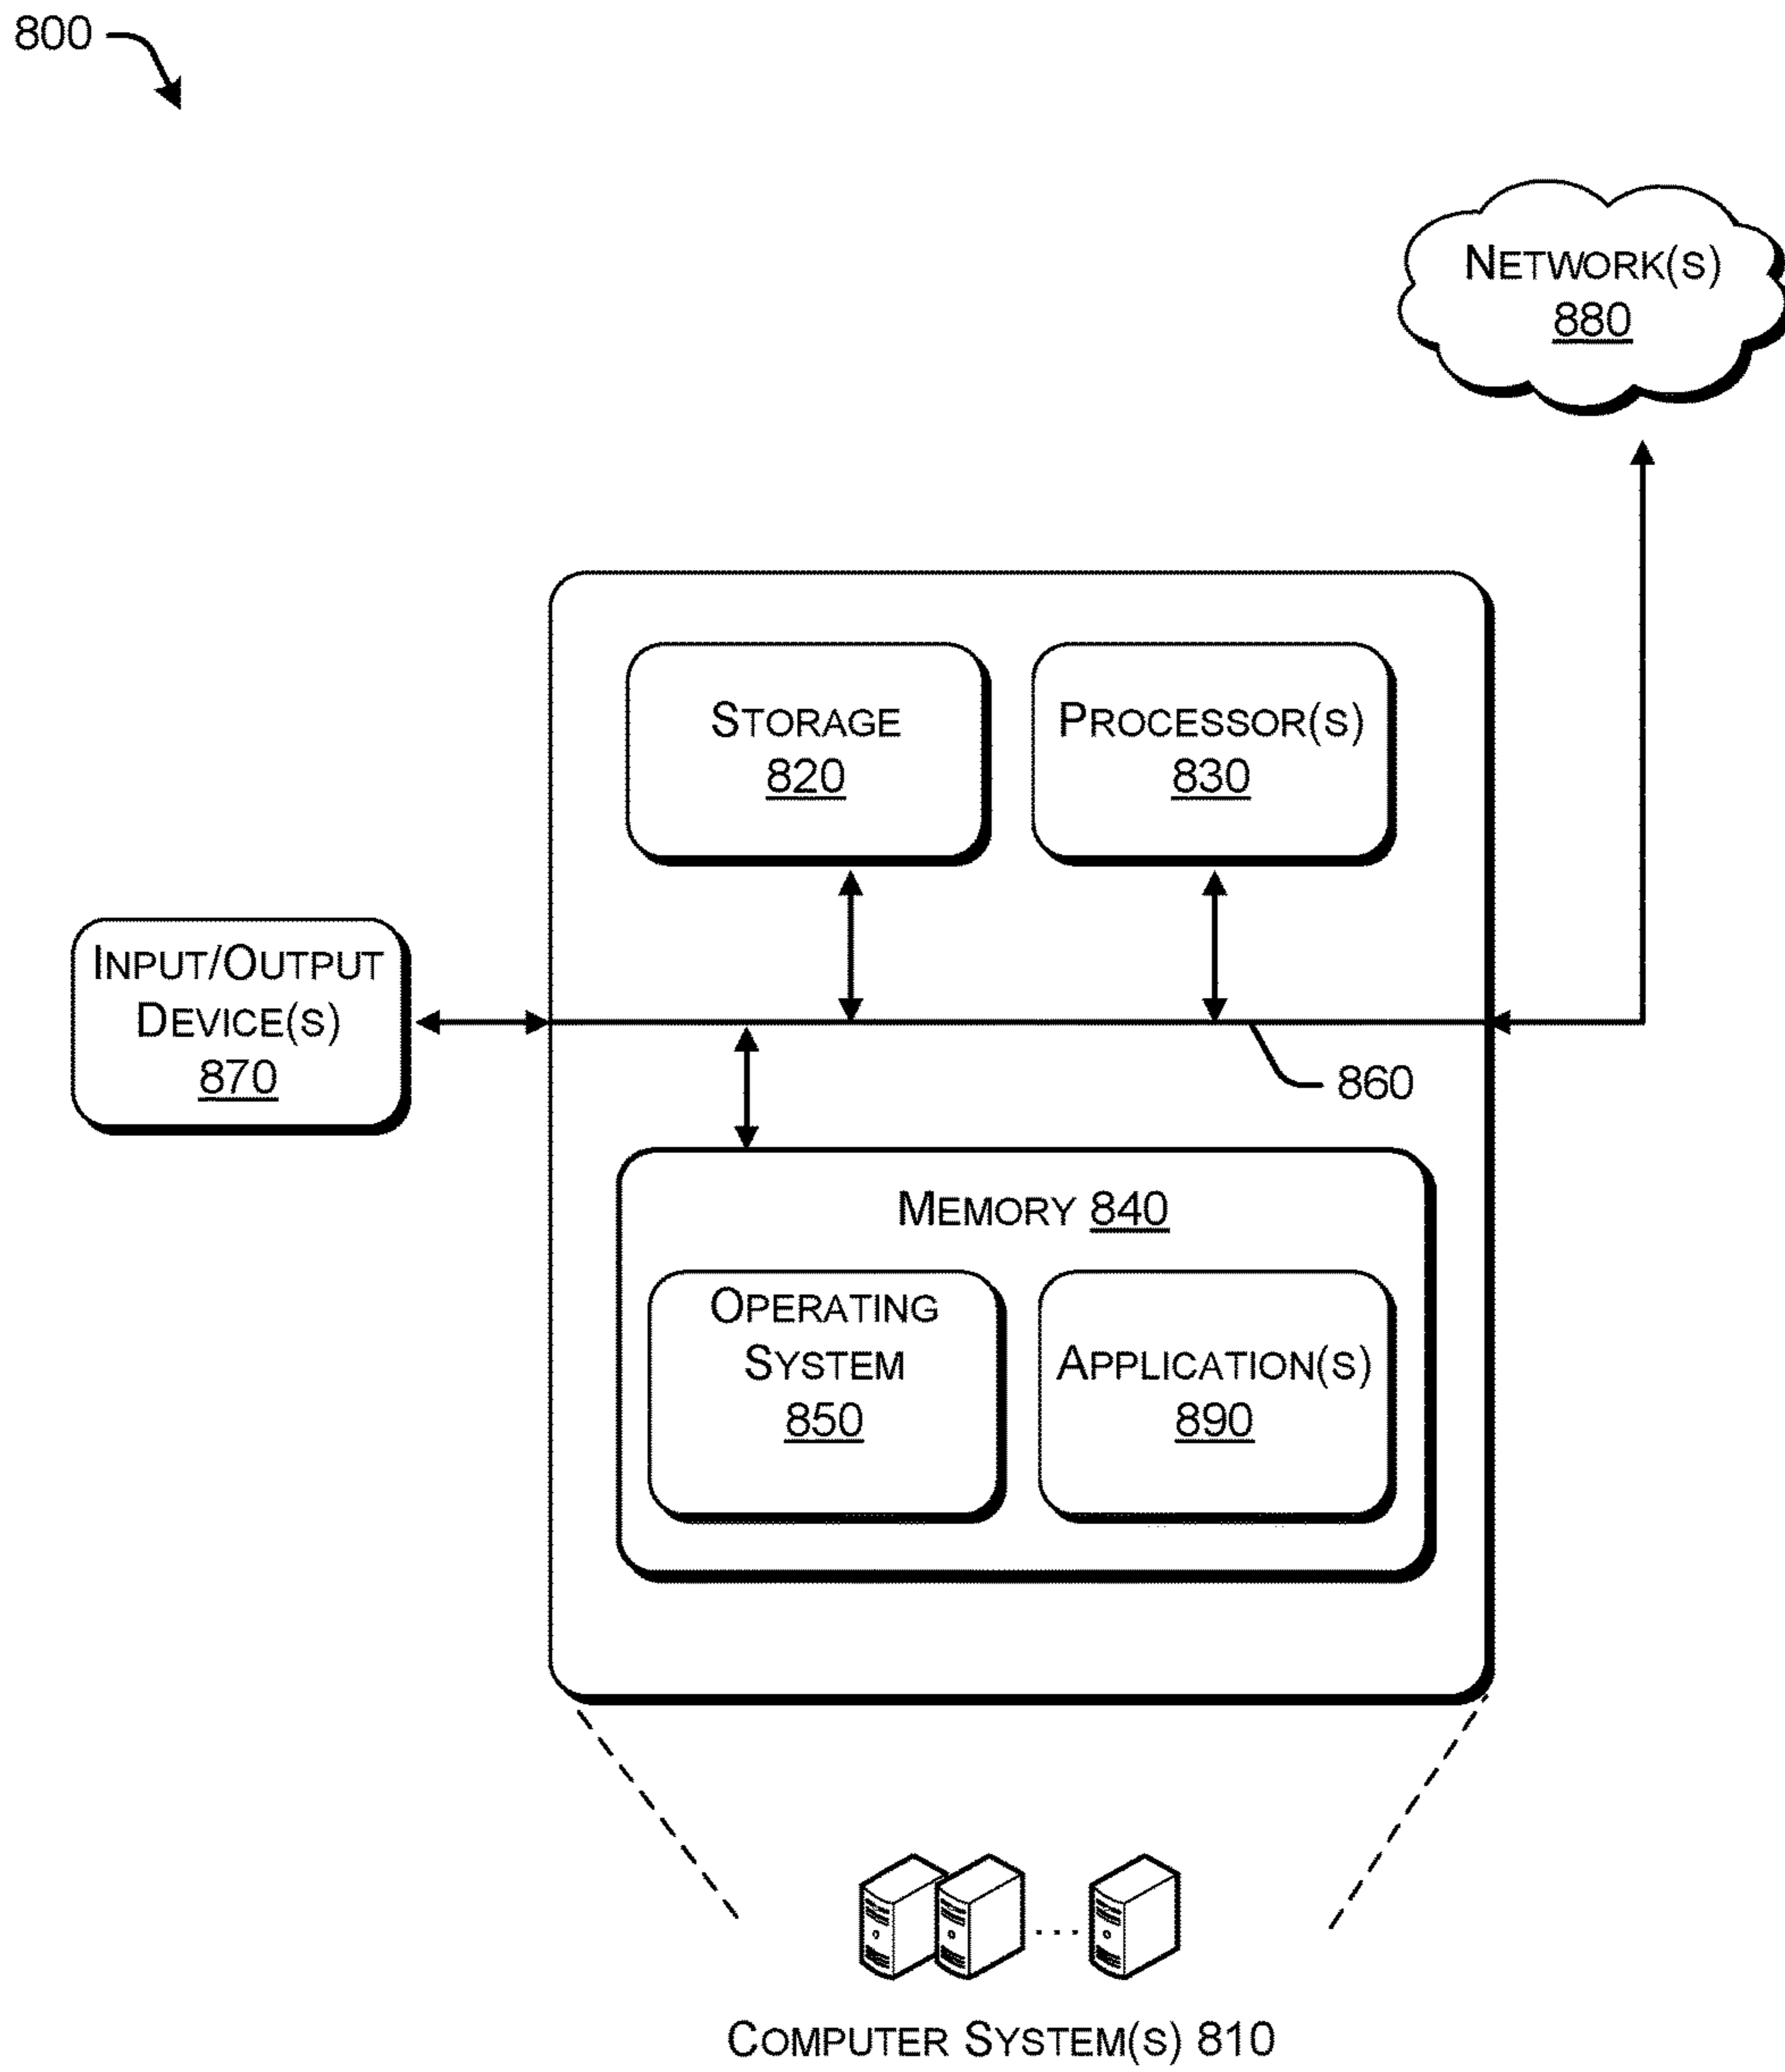 800
NETWORK(S)
880
STORAGE
820
PROCESSOR(S)
830
INPUT/OUTPUT
DEVICE(S)
870
860
MEMORY 840
OPERATING
SYSTEM
850
APPLICATION(S)
890
COMPUTER SYSTEM(S) 810